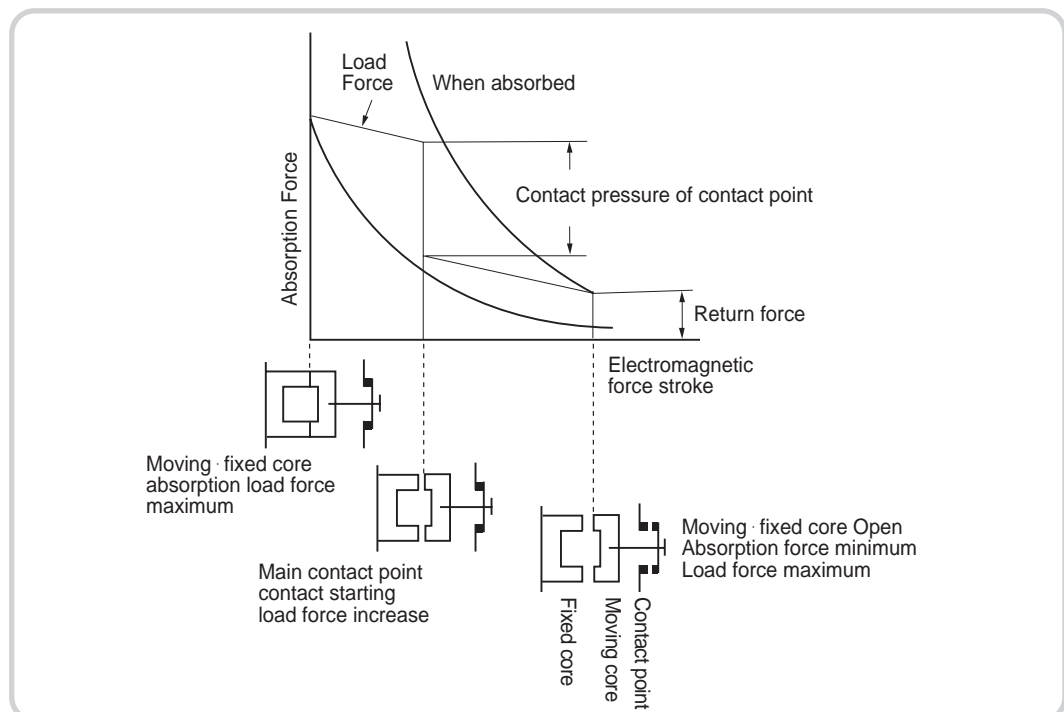 Load
Force
When absorbed
Absorption Force
Contact pressure of contact point
Return force
Electromagnetic
force stroke
Moving · fixed core
absorption load force
maximum
Main contact point
contact starting
load force increase
Moving · fixed core Open
Absorption force minimum
Load force maximum
Fixed core
Moving core
Contact point